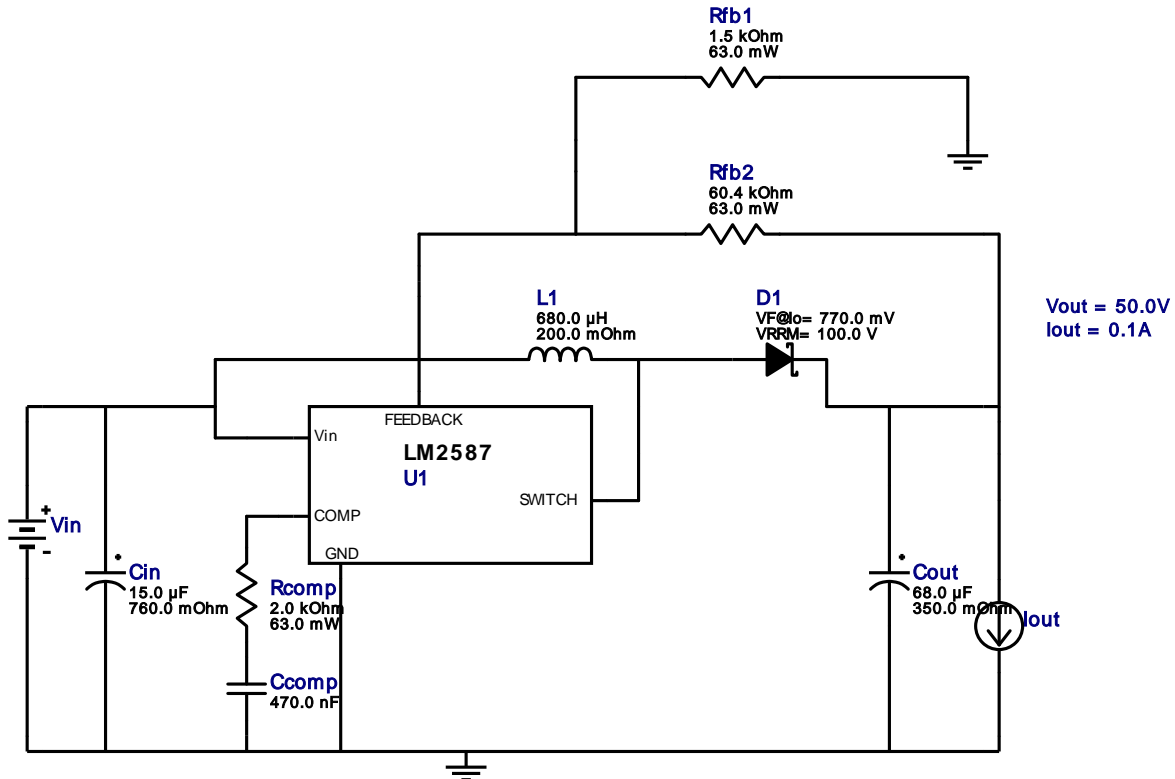 Rfb1
1.5 kOhm
63.0 mW
Rfb2
60.4 kOhm
63.0 mW
L1
680.0 µH
200.0 mOhm
D1
VF@Io= 770.0 mV
VRRM= 100.0 V
Vout = 50.0V
Iout = 0.1A
FEEDBACK
Vin
LM2587
U1
SWITCH
COMP
GND
+
Vin
-
Cin
15.0 µF
760.0 mOhm
Rcomp
2.0 kOhm
63.0 mW
Ccomp
470.0 nF
Cout
68.0 µF
350.0 mOhm
Iout